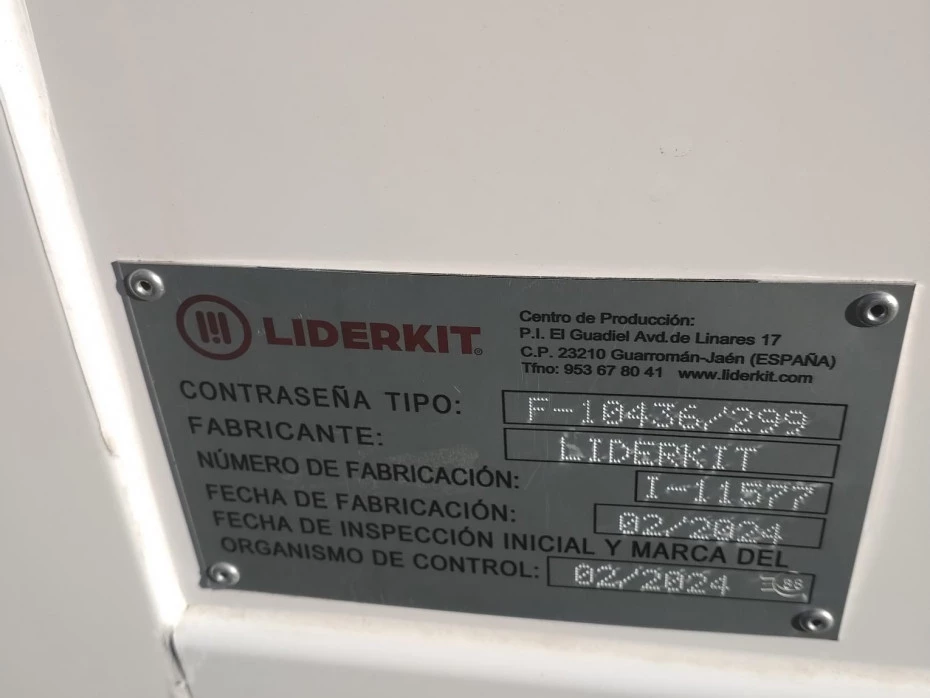 LIDERKIT®
Centro de Producción:
P.I. El Guadiel Avd.de Linares 17
C.P. 23210 Guarromán-Jaén (ESPAÑA)
Tfno: 953 67 80 41 www.liderkit.com
CONTRASEÑA TIPO: F-10436/299
FABRICANTE: LIDERKIT
NÚMERO DE FABRICACIÓN: I-11577
FECHA DE FABRICACIÓN: 02/2024
FECHA DE INSPECCIÓN INICIAL Y MARCA DEL
ORGANISMO DE CONTROL: 02/2024